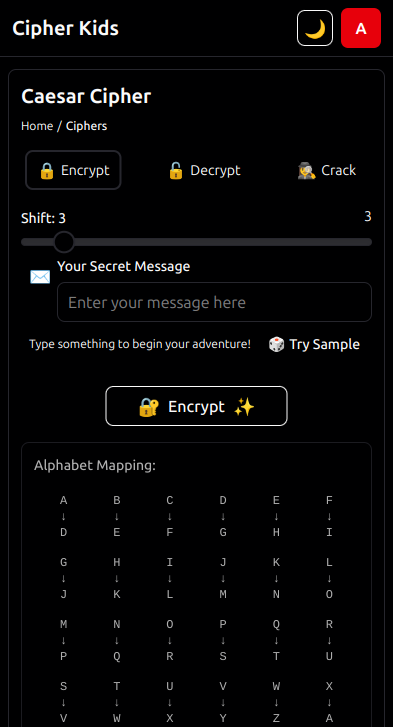 Cipher Kids
A
Caesar Cipher
Home / Ciphers
Encrypt Decrypt Crack
Shift: 3 3
Your Secret Message
Enter your message here
Type something to begin your adventure! Try Sample
Encrypt
Alphabet Mapping:
A B C D E F
↓ ↓ ↓ ↓ ↓ ↓
D E F G H I
G H I J K L
↓ ↓ ↓ ↓ ↓ ↓
J K L M N O
M N O P Q R
↓ ↓ ↓ ↓ ↓ ↓
P Q R S T U
S T U V W X
↓ ↓ ↓ ↓ ↓ ↓
V W X Y Z A